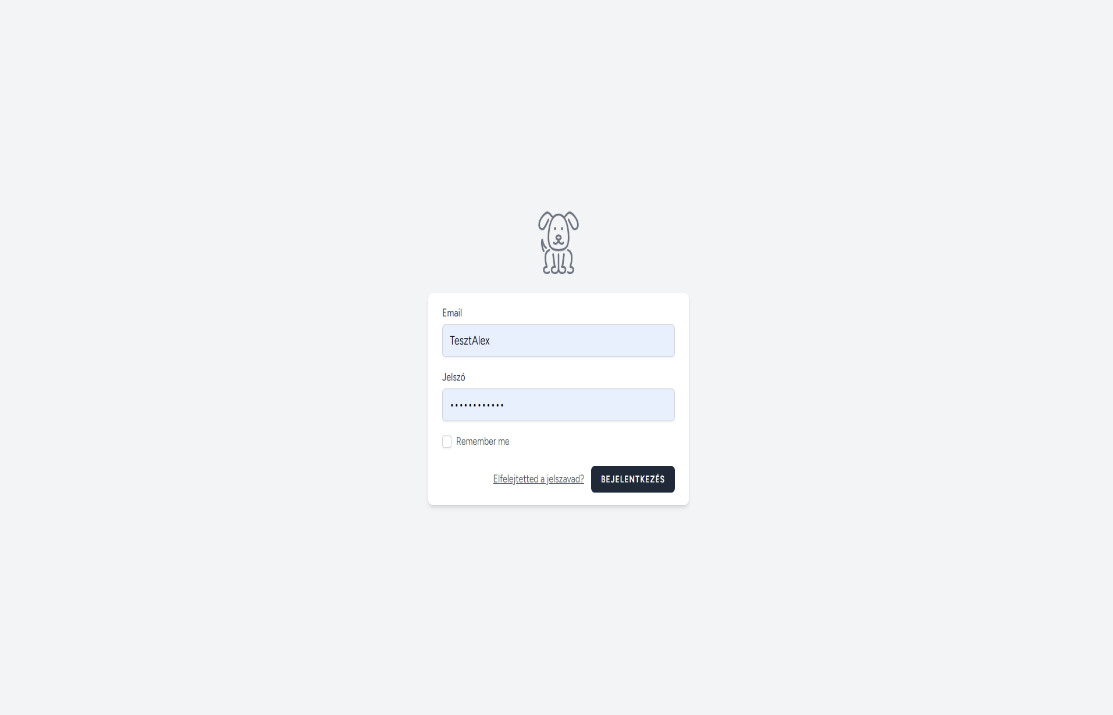 Email
TesztAlex
Jelszó
••••••••••••
Remember me
Elfelejtetted a jelszavad? BEJELENTKEZÉS